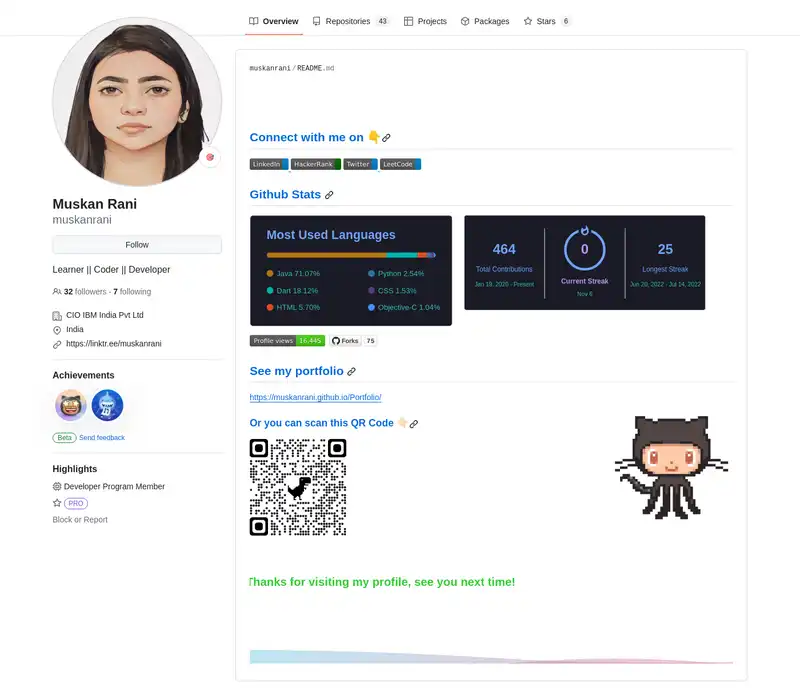 Overview Repositories 43 Projects Packages Stars 6
muskanrani / README.md
Connect with me on
LinkedIn HackerRank Twitter LeetCode
Github Stats
Most Used Languages
Java 71.07%
Python 2.54%
Dart 18.12%
CSS 1.53%
HTML 5.70%
Objective-C 1.04%
464
Total Contributions
Jan 18, 2020 - Present
0
Current Streak
Nov 6
25
Longest Streak
Jun 20, 2022 - Jul 14, 2022
Profile views 16,445 Forks 75
See my portfolio
https://muskanrani.github.io/Portfolio/
Or you can scan this QR Code
Thanks for visiting my profile, see you next time!
Muskan Rani
muskanrani
Follow
Learner || Coder || Developer
32 followers · 7 following
CIO IBM India Pvt Ltd
India
https://linktr.ee/muskanrani
Achievements
Beta Send feedback
Highlights
Developer Program Member
PRO
Block or Report